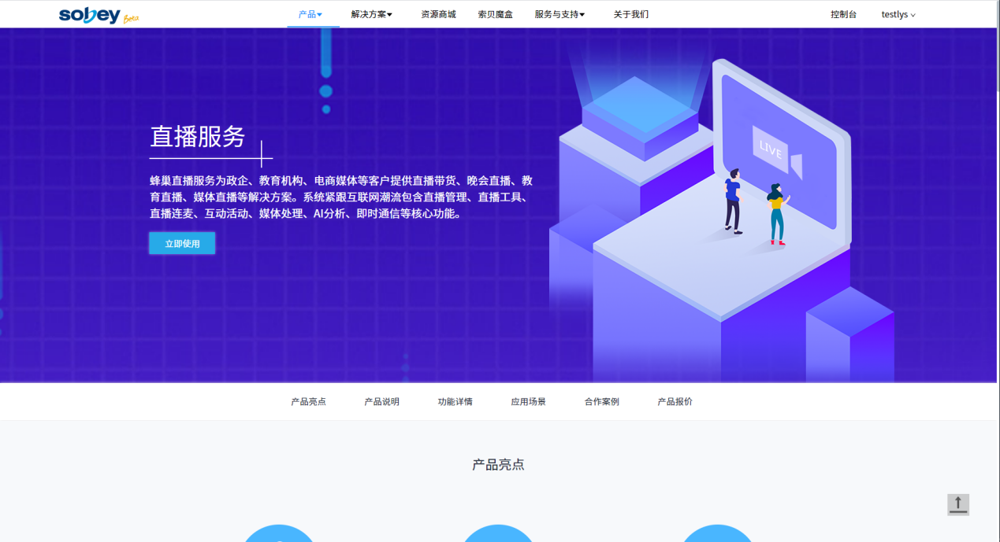 sobey Beta 产品 解决方案 资源商城 索贝魔盒 服务与支持 关于我们 控制台 testlys
直播服务
蜂巢直播服务为政企、教育机构、电商媒体等客户提供直播带货、晚会直播、教
育直播、媒体直播等解决方案。系统紧跟互联网潮流包含直播管理、直播工具、
直播连麦、互动活动、媒体处理、AI分析、即时通信等核心功能。
立即使用
LIVE
产品亮点 产品说明 功能详情 应用场景 合作案例 产品报价
产品亮点